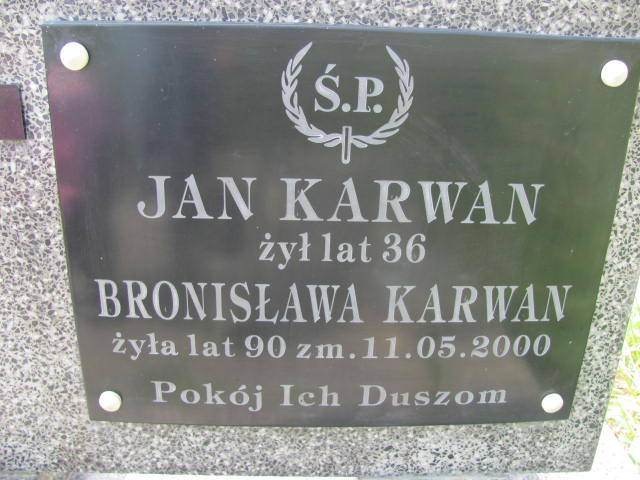 Ś.P.
JAN KARWAN
żył lat 36
BRONISŁAWA KARWAN
żyła lat 90 zm.11.05.2000
Pokój Ich Duszom